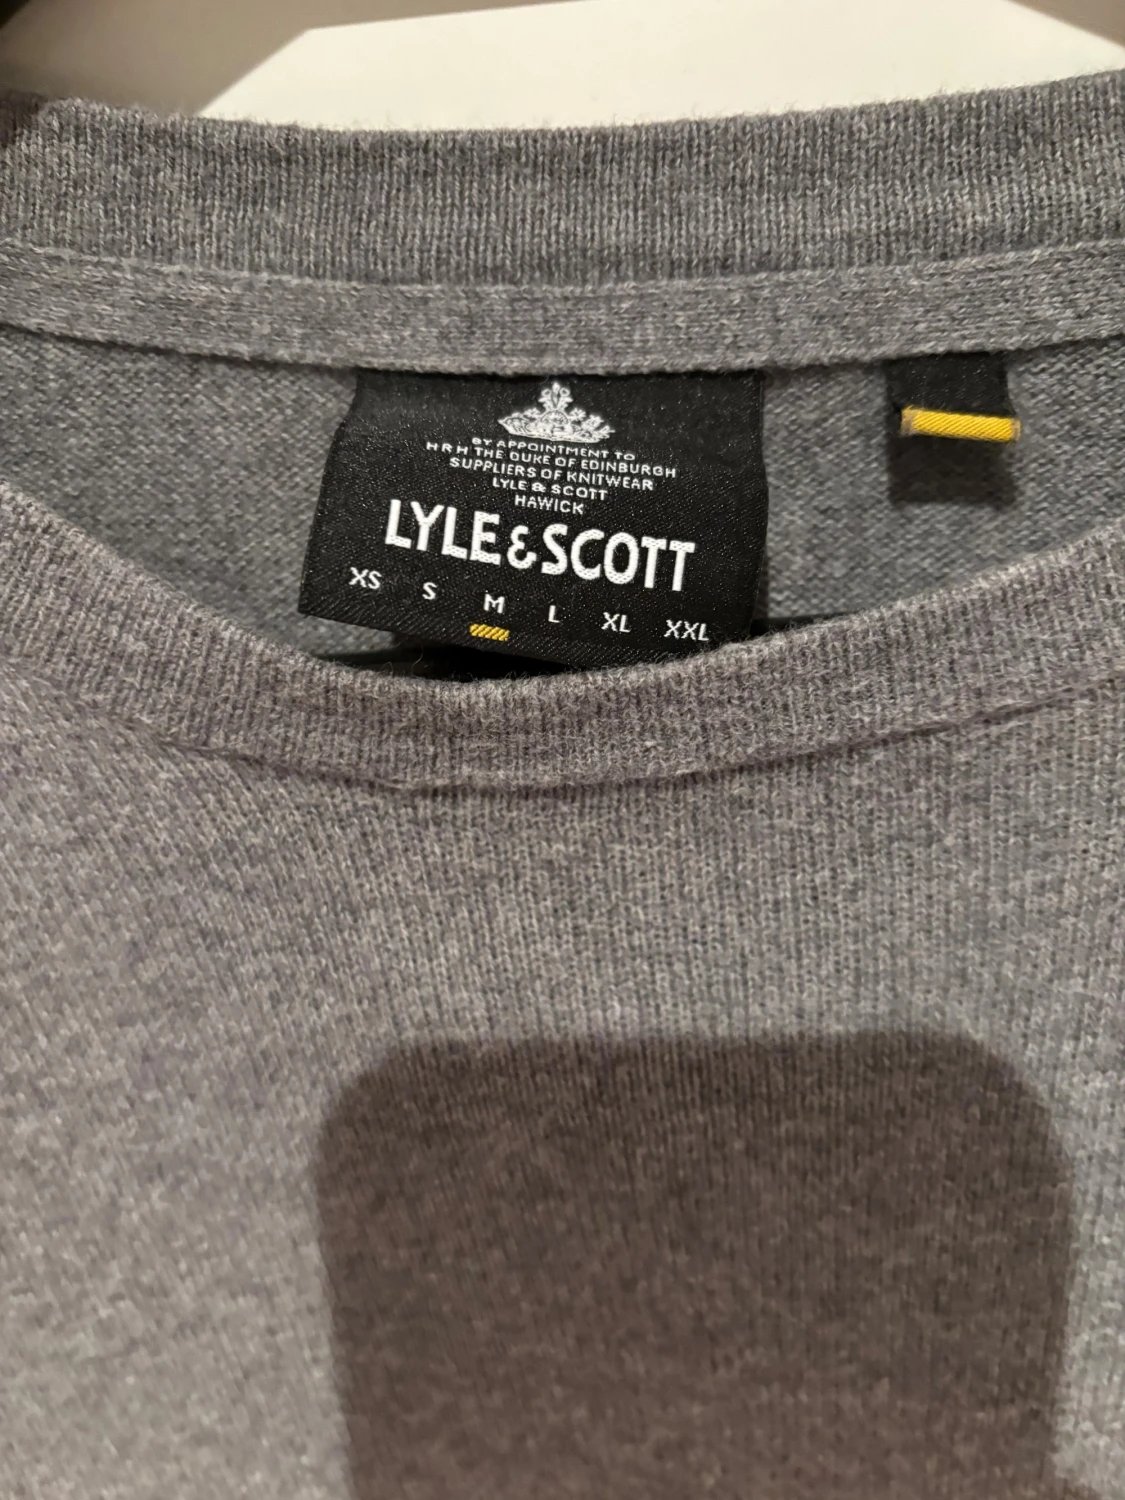 BY APPOINTMENT TO
HRH THE DUKE OF EDINBURGH
SUPPLIERS OF KNITWEAR
LYLE & SCOTT
HAWICK
LYLE & SCOTT
XS S M L XL XXL